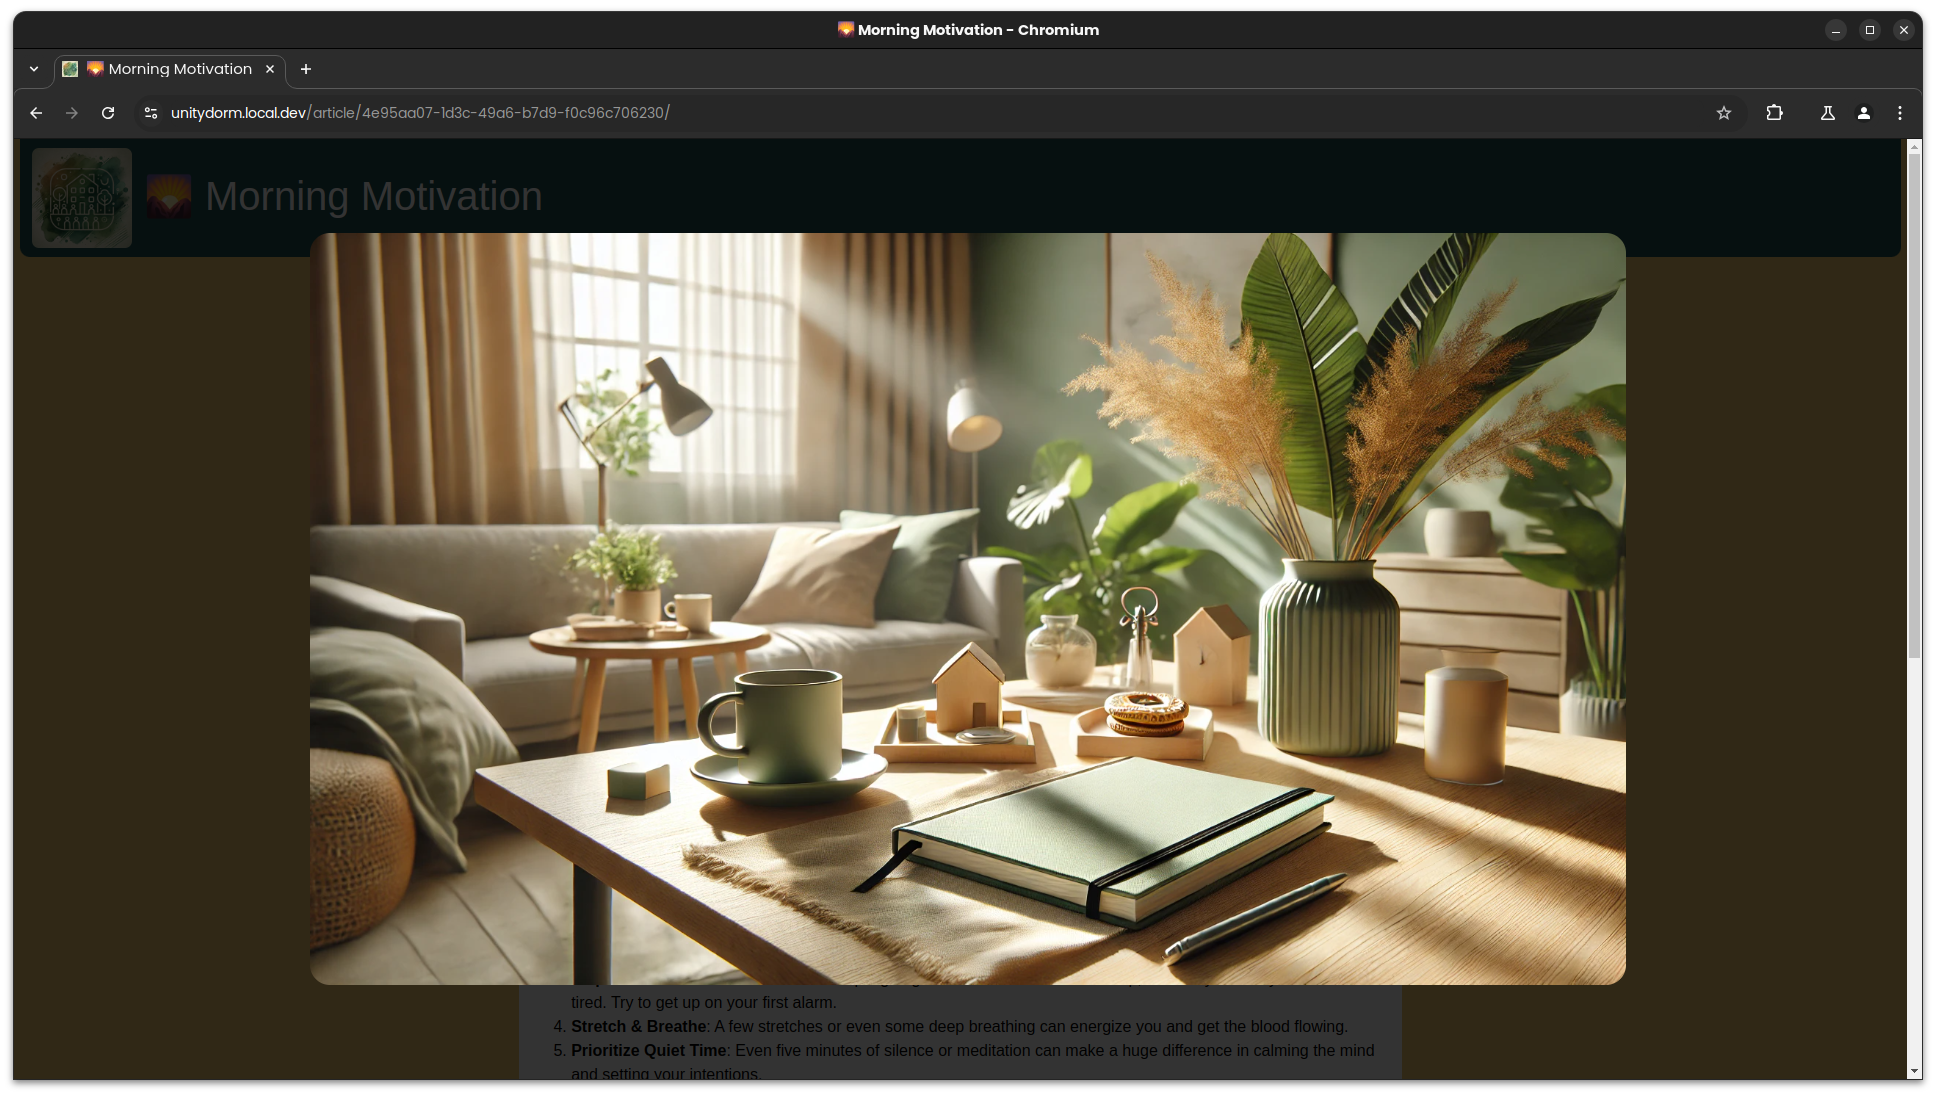 Morning Motivation - Chromium
Morning Motivation
unitydorm.local.dev/article/4e95aa07-1d3c-49a6-b7d9-f0c96c706230/
Morning Motivation
tired. Try to get up on your first alarm.
4. Stretch & Breathe: A few stretches or even some deep breathing can energize you and get the blood flowing.
5. Prioritize Quiet Time: Even five minutes of silence or meditation can make a huge difference in calming the mind
and setting your intentions.